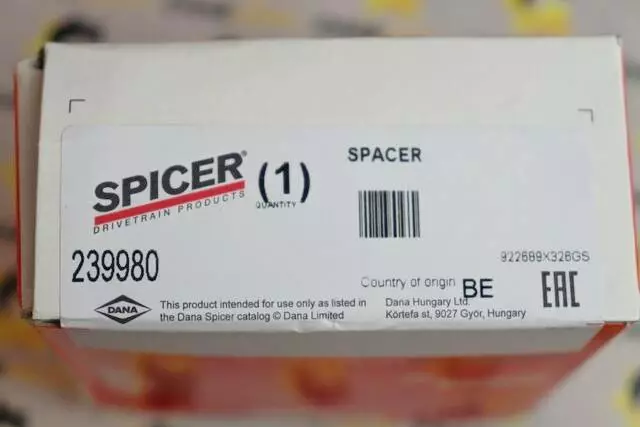 SPICER®
DRIVETRAIN PRODUCTS
(1)
QUANTITY
SPACER
239980
922689X326GS
Country of origin BE
EAC
DANA
This product intended for use only as listed in
the Dana Spicer catalog © Dana Limited
Dana Hungary Ltd.
Körtefa st, 9027 Győr, Hungary